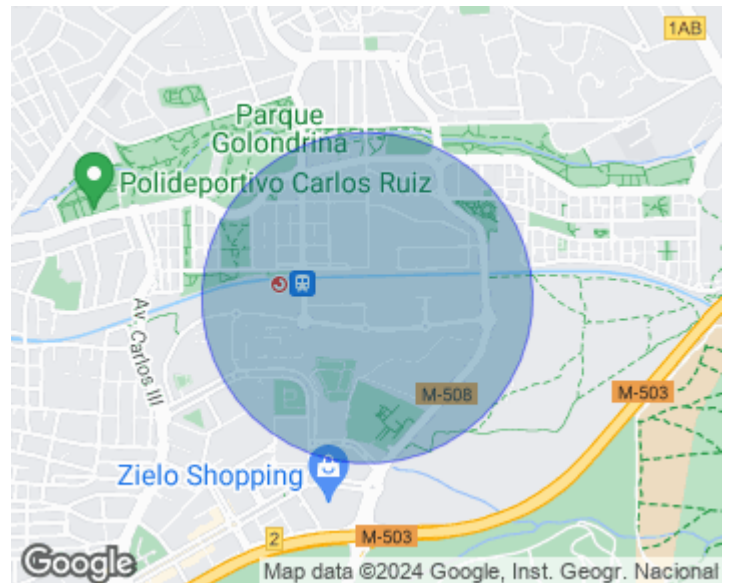 1AB
Parque
Golondrina
Polideportivo Carlos Ruiz
Av. Carlos III
M-508
M-503
Zielo Shopping
2
M-503
Google
Map data ©2024 Google, Inst. Geogr. Nacional